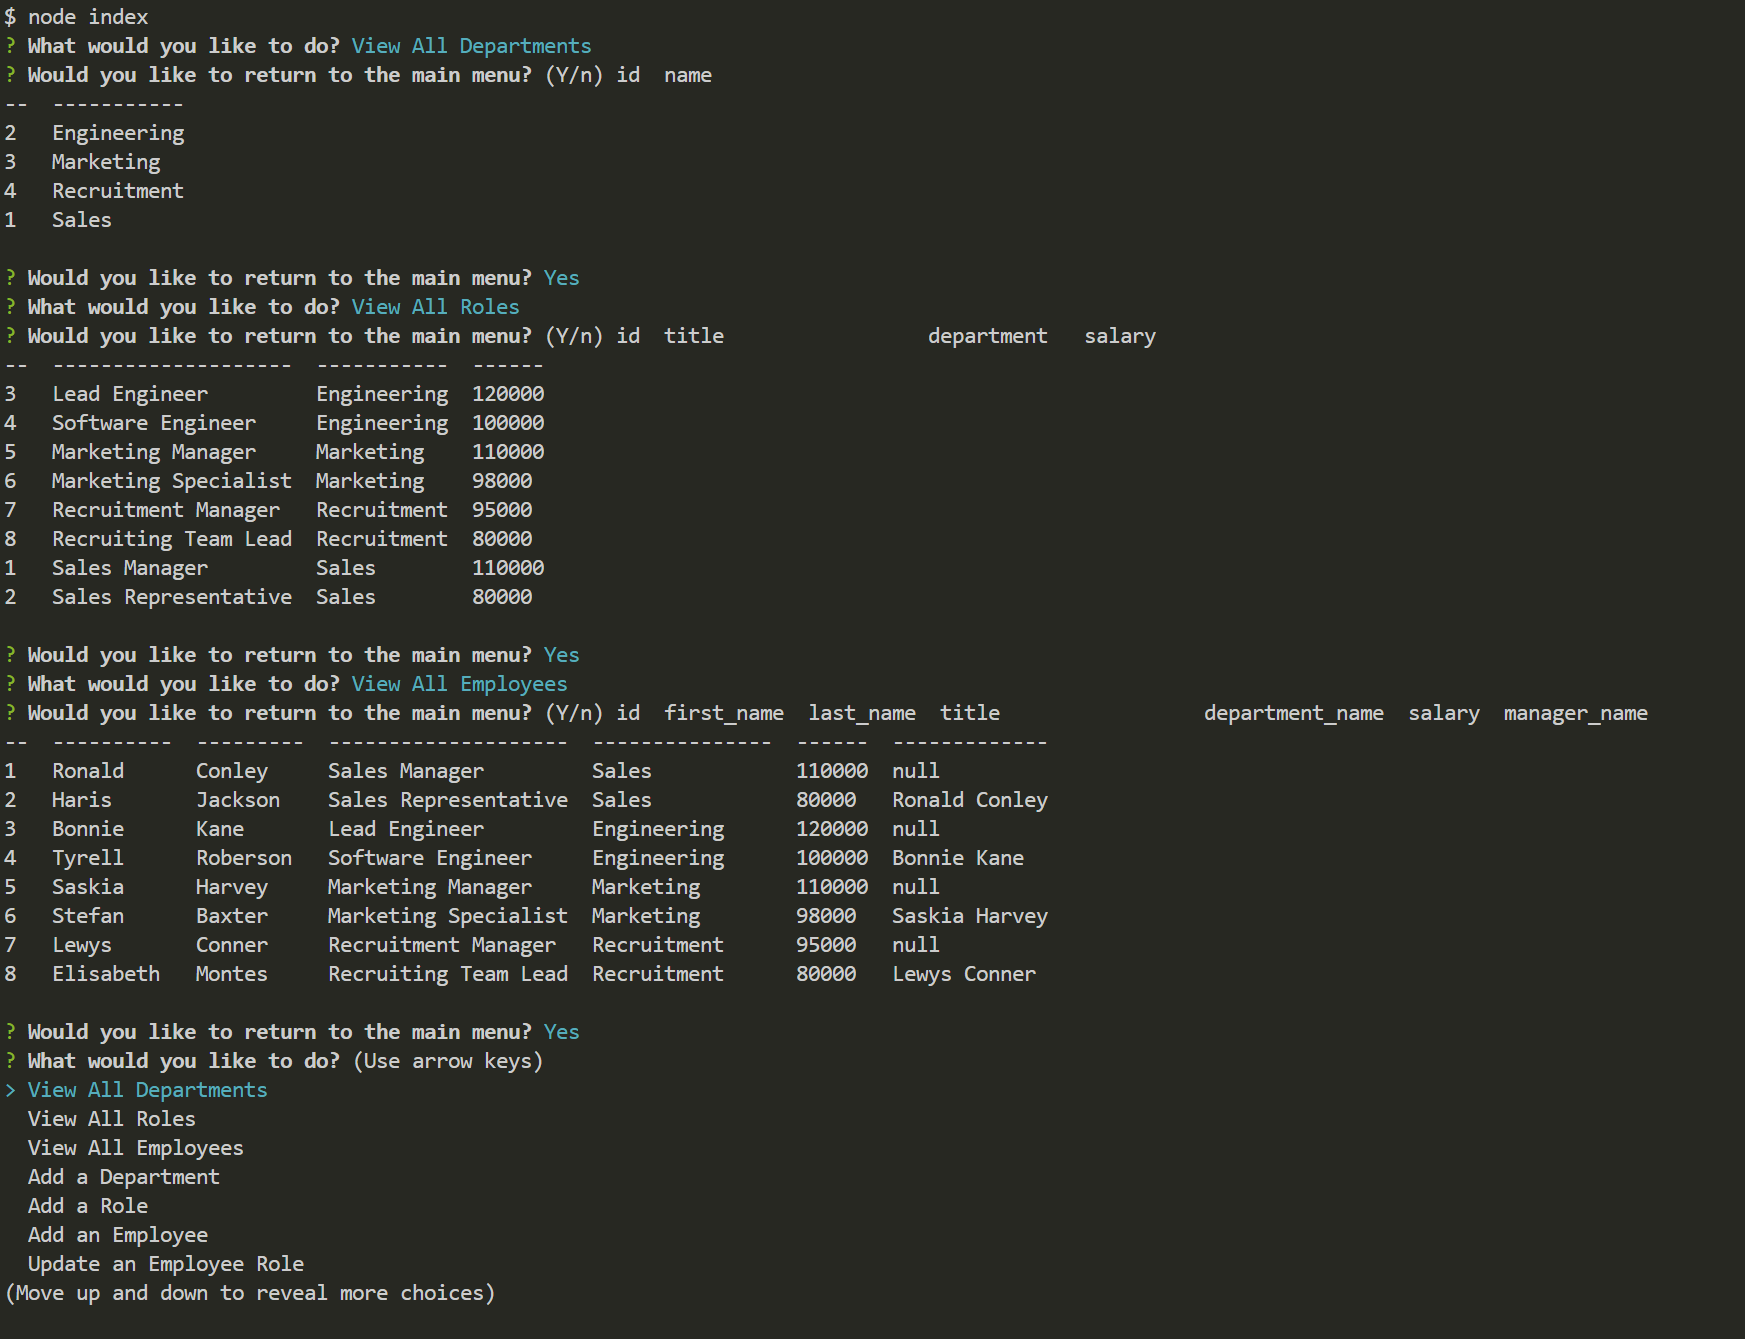 $ node index
? What would you like to do? View All Departments
? Would you like to return to the main menu? (Y/n) id  name
--  -----------
2   Engineering
3   Marketing
4   Recruitment
1   Sales

? Would you like to return to the main menu? Yes
? What would you like to do? View All Roles
? Would you like to return to the main menu? (Y/n) id  title                 department   salary
--  --------------------  -----------  ------
3   Lead Engineer         Engineering  120000
4   Software Engineer     Engineering  100000
5   Marketing Manager     Marketing    110000
6   Marketing Specialist  Marketing    98000
7   Recruitment Manager   Recruitment  95000
8   Recruiting Team Lead  Recruitment  80000
1   Sales Manager         Sales        110000
2   Sales Representative  Sales        80000

? Would you like to return to the main menu? Yes
? What would you like to do? View All Employees
? Would you like to return to the main menu? (Y/n) id  first_name  last_name  title                 department_name  salary  manager_name
--  ----------  ---------  --------------------  ---------------  ------  -------------
1   Ronald      Conley     Sales Manager         Sales            110000  null
2   Haris       Jackson    Sales Representative  Sales            80000   Ronald Conley
3   Bonnie      Kane       Lead Engineer         Engineering      120000  null
4   Tyrell      Roberson   Software Engineer     Engineering      100000  Bonnie Kane
5   Saskia      Harvey     Marketing Manager     Marketing        110000  null
6   Stefan      Baxter     Marketing Specialist  Marketing        98000   Saskia Harvey
7   Lewys       Conner     Recruitment Manager   Recruitment      95000   null
8   Elisabeth   Montes     Recruiting Team Lead  Recruitment      80000   Lewys Conner

? Would you like to return to the main menu? Yes
? What would you like to do? (Use arrow keys)
> View All Departments
  View All Roles
  View All Employees
  Add a Department
  Add a Role
  Add an Employee
  Update an Employee Role
(Move up and down to reveal more choices)